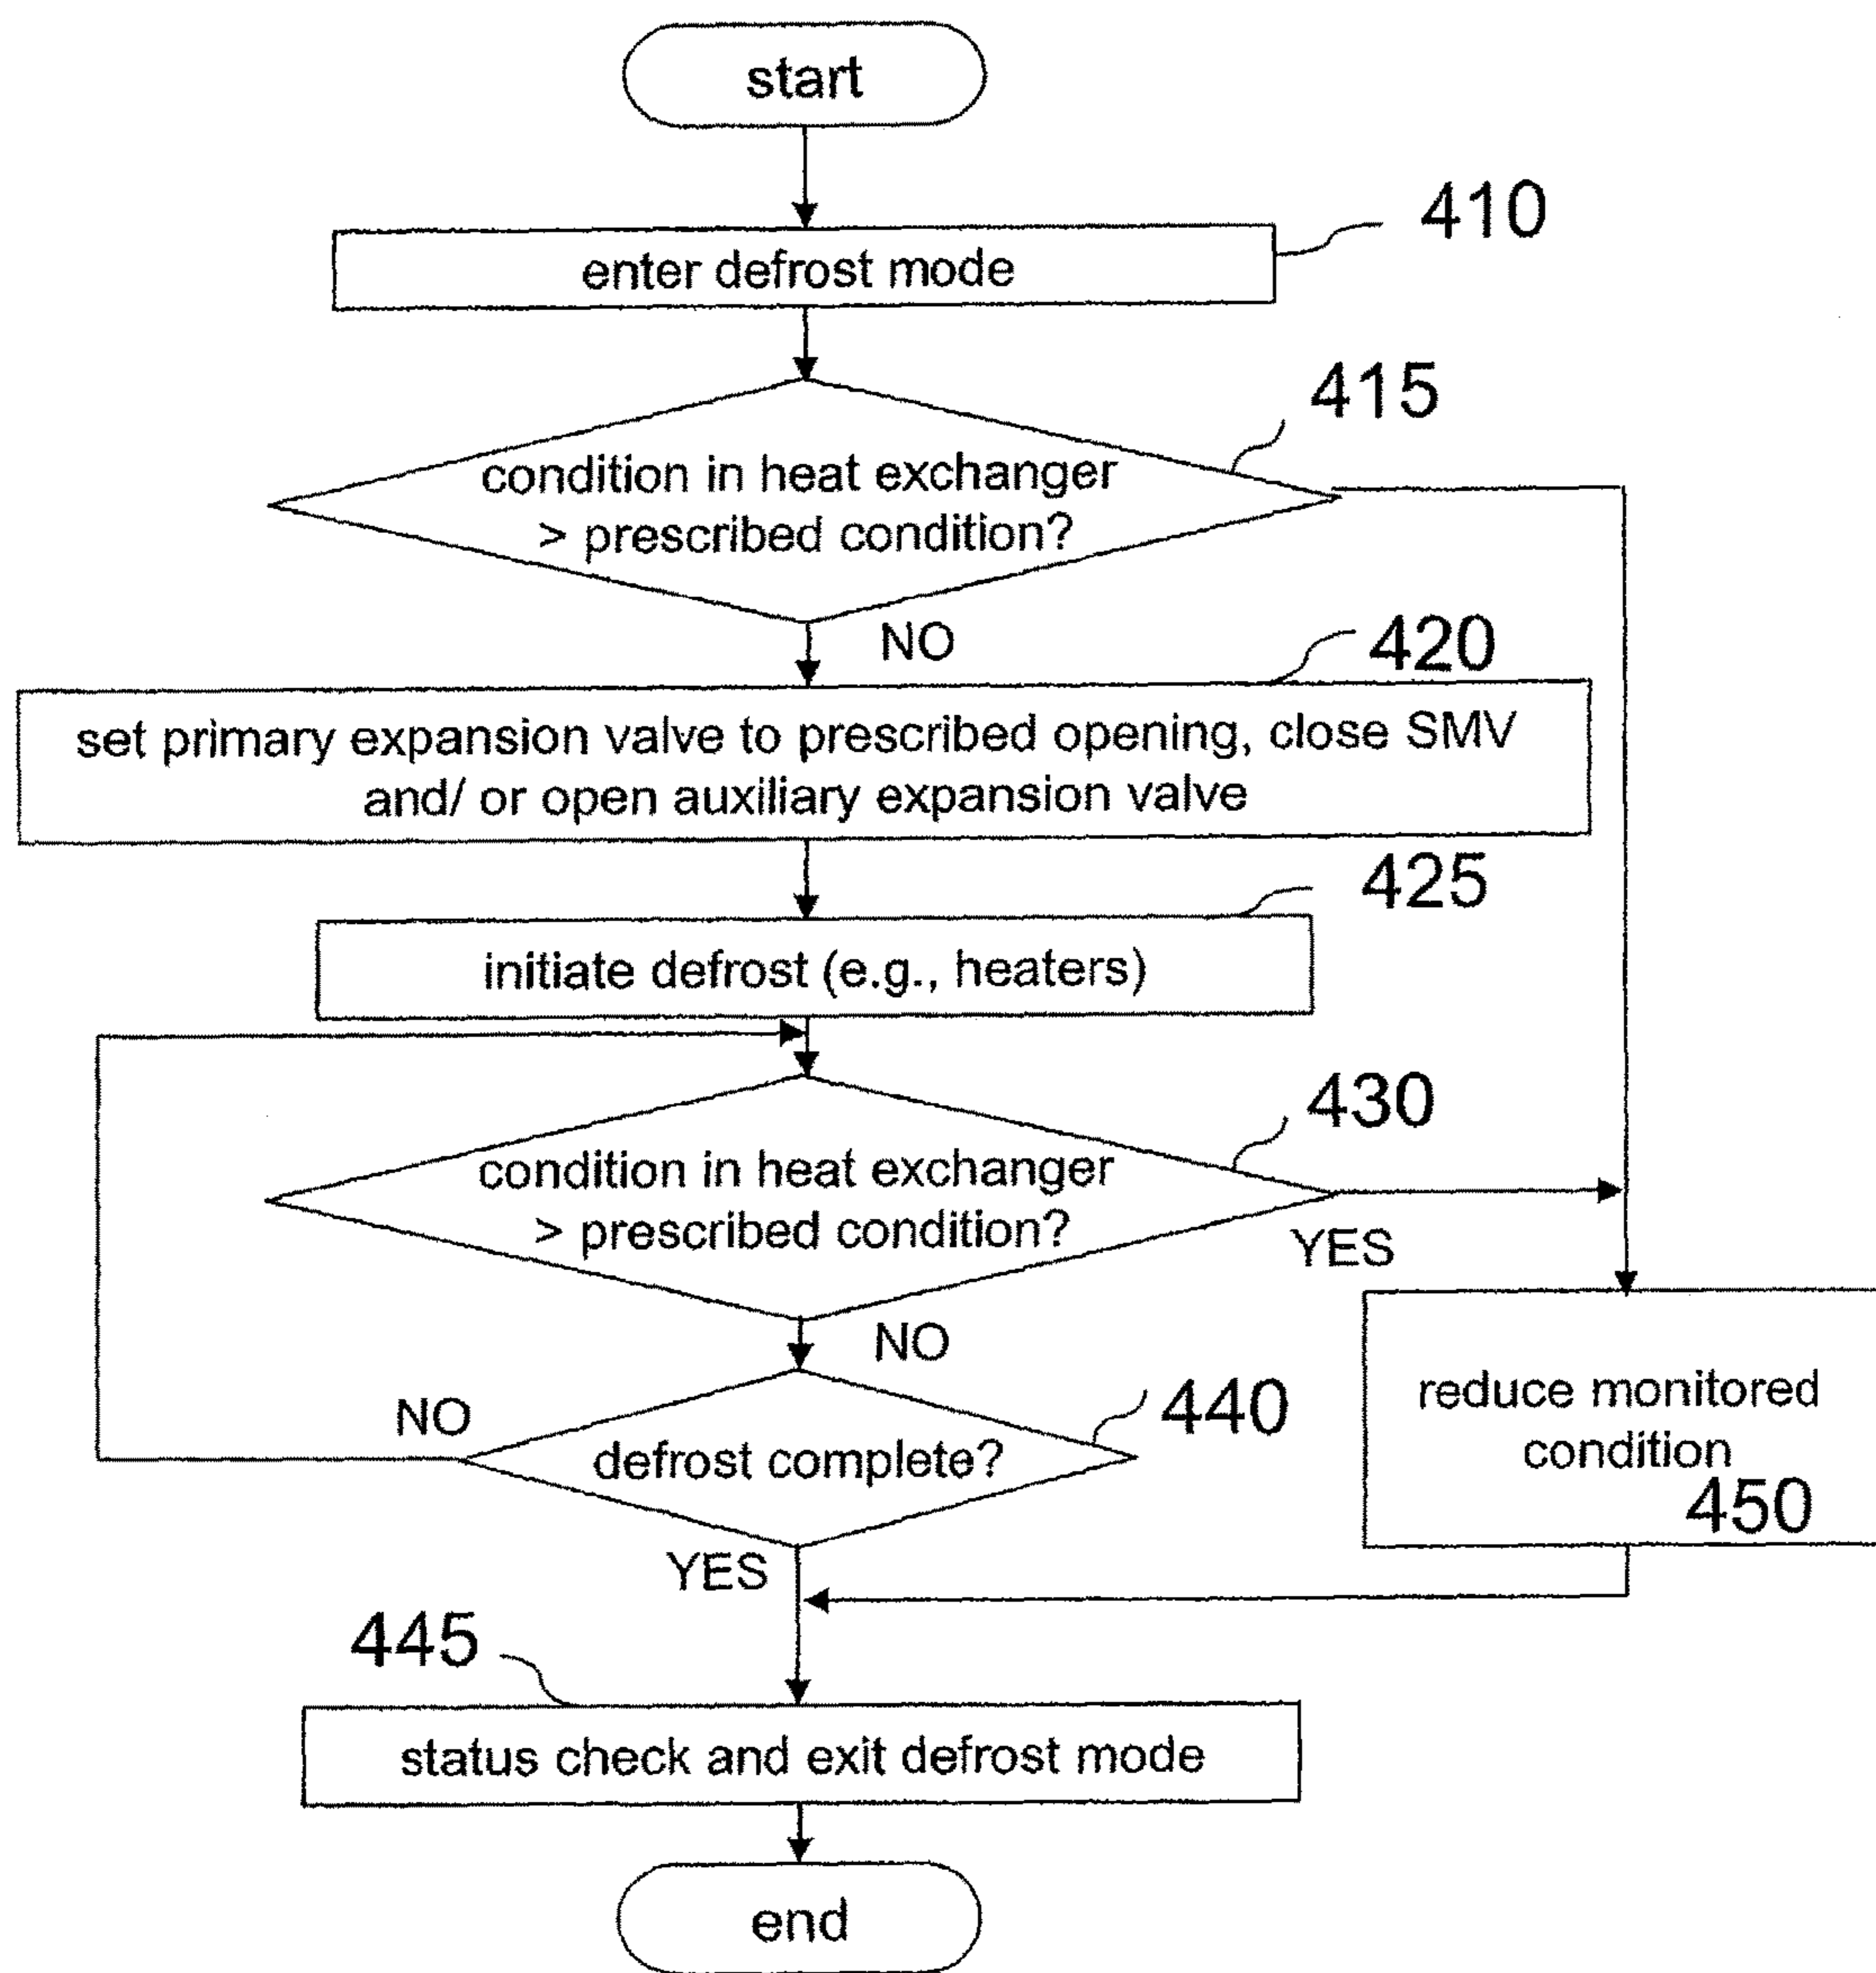 start
410
enter defrost mode
415
condition in heat exchanger
> prescribed condition?
NO
420
set primary expansion valve to prescribed opening, close SMV
and/ or open auxiliary expansion valve
425
initiate defrost (e.g., heaters)
430
condition in heat exchanger
> prescribed condition?
YES
NO
440
NO
defrost complete?
reduce monitored
condition
450
YES
445
status check and exit defrost mode
end